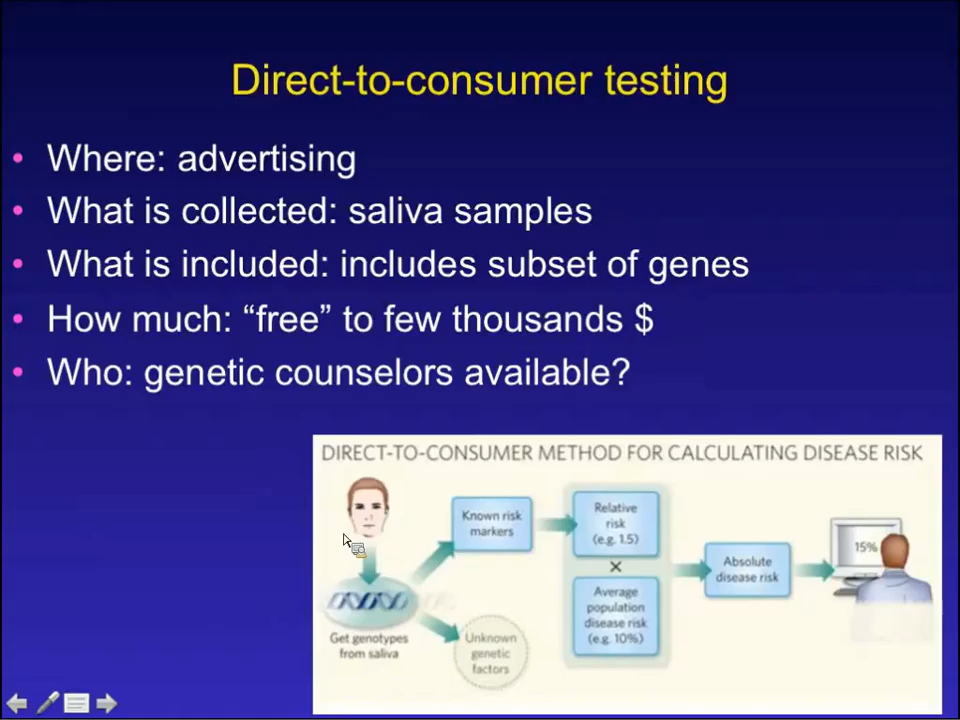 Direct-to-consumer testing
• Where: advertising
• What is collected: saliva samples
• What is included: includes subset of genes
• How much: “free” to few thousands $
• Who: genetic counselors available?
DIRECT-TO-CONSUMER METHOD FOR CALCULATING DISEASE RISK
Get genotypes
from saliva
Known risk
markers
Unknown
genetic
factors
Relative
risk
(e.g. 1.5)
×
Average
population
disease risk
(e.g. 10%)
Absolute
disease risk
15%